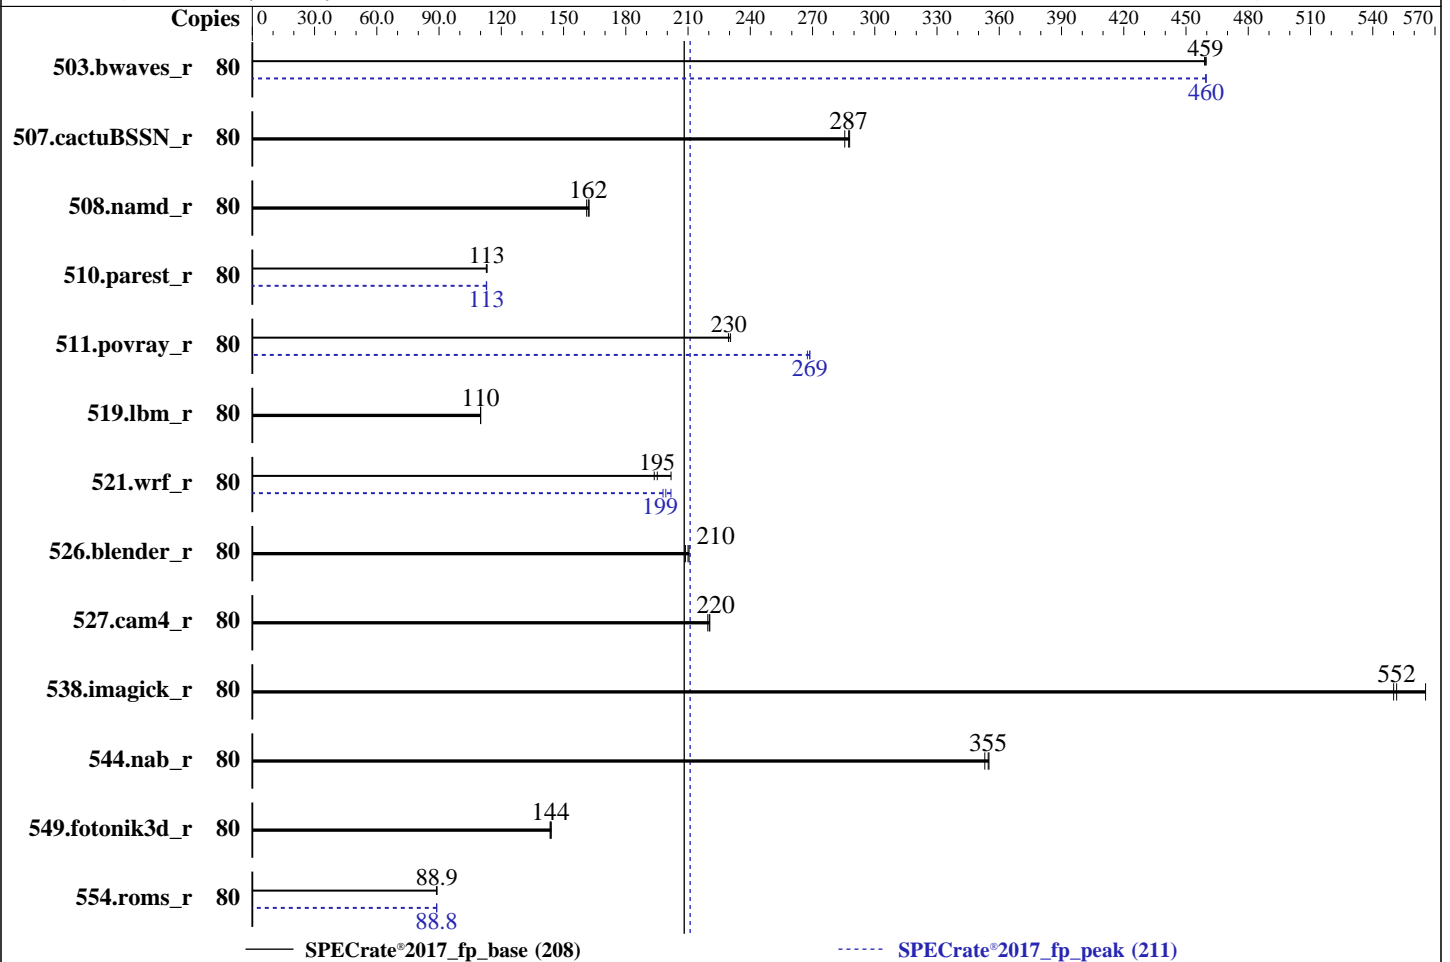 Copies 0 30.0 60.0 90.0 120 150 180 210 240 270 300 330 360 390 420 450 480 510 540 570
503.bwaves_r 80 459
460
507.cactuBSSN_r 80 287
508.namd_r 80 162
510.parest_r 80 113
113
511.povray_r 80 230
269
519.lbm_r 80 110
521.wrf_r 80 195
199
526.blender_r 80 210
527.cam4_r 80 220
538.imagick_r 80 552
544.nab_r 80 355
549.fotonik3d_r 80 144
554.roms_r 80 88.9
88.8
SPECrate®2017_fp_base (208) SPECrate®2017_fp_peak (211)